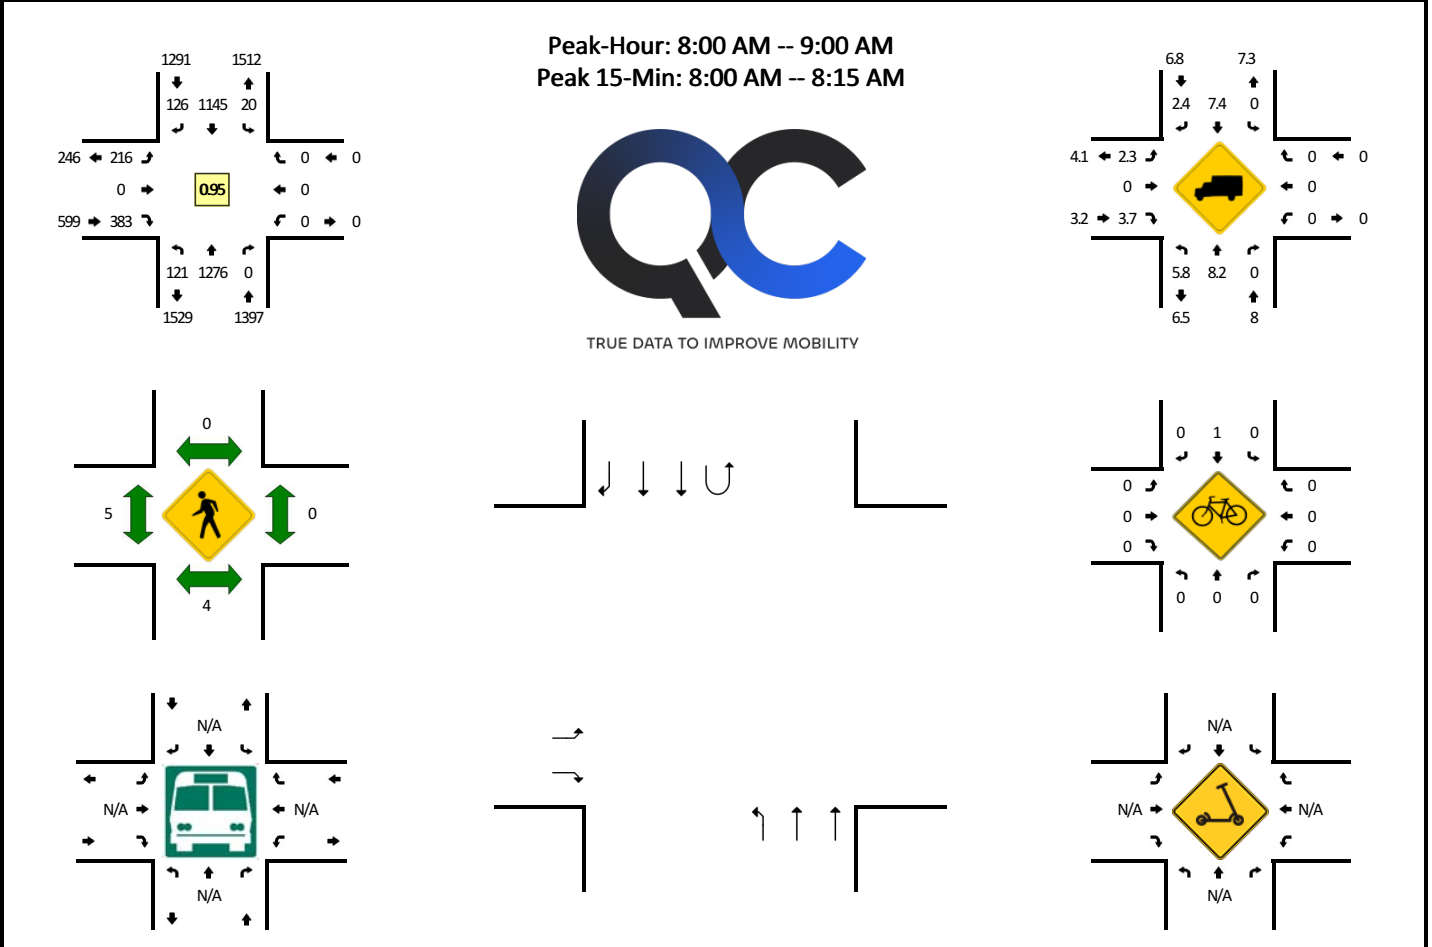 Peak-Hour: 8:00 AM -- 9:00 AM
Peak 15-Min: 8:00 AM -- 8:15 AM
1291 1512
126 1145 20
246 216 0 0
0 0.95 0
599 383 0 0
121 1276 0
1529 1397
QC
TRUE DATA TO IMPROVE MOBILITY
6.8 7.3
2.4 7.4 0
4.1 2.3 0 0
0 0
3.2 3.7 0 0
5.8 8.2 0
6.5 8
0
5 0
4
0 1 0
0 0
0 0
0 0
0 0 0
N/A
N/A N/A
N/A
N/A
N/A N/A
N/A